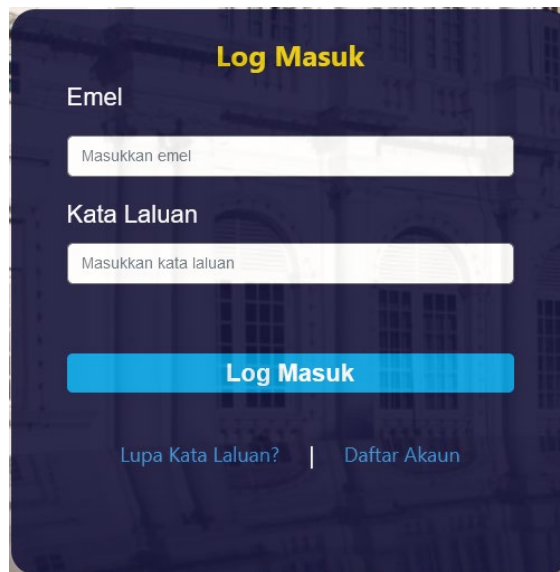 Log Masuk
Emel
Masukkan emel
Kata Laluan
Masukkan kata laluan
Log Masuk
Lupa Kata Laluan? | Daftar Akaun